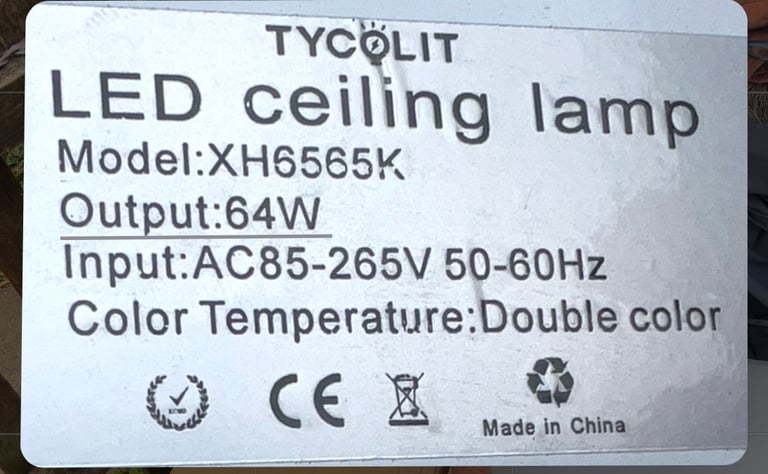 TYCOLIT
LED ceiling lamp
Model:XH6565K
Output:64W
Input:AC85-265V 50-60Hz
Color Temperature:Double color
CE
Made in China